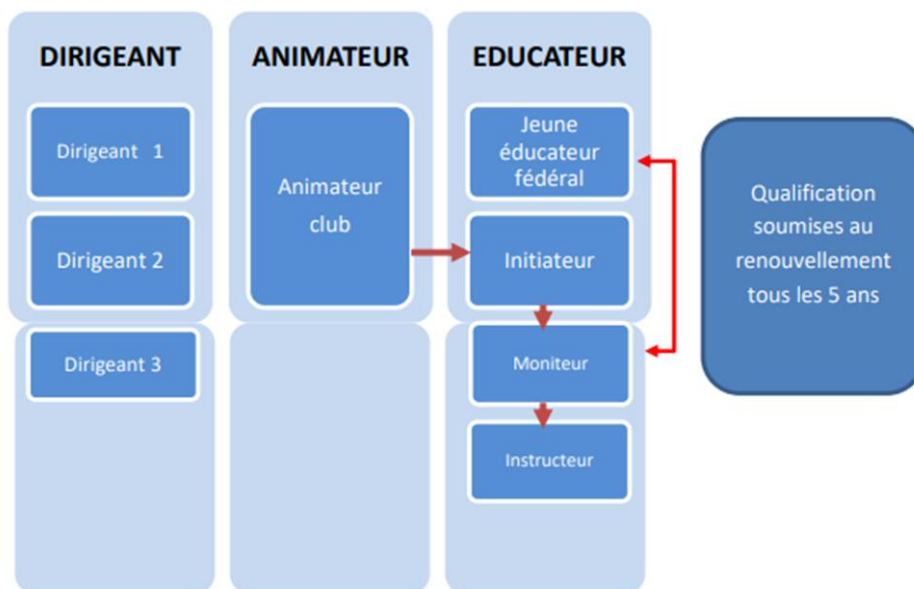 DIRIGEANT
Dirigeant 1
Dirigeant 2
Dirigeant 3
ANIMATEUR
Animateur
club
EDUCATEUR
Jeune
éducateur
fédéral
Initiateur
Moniteur
Instructeur
Qualification
soumises au
renouvellement
tous les 5 ans